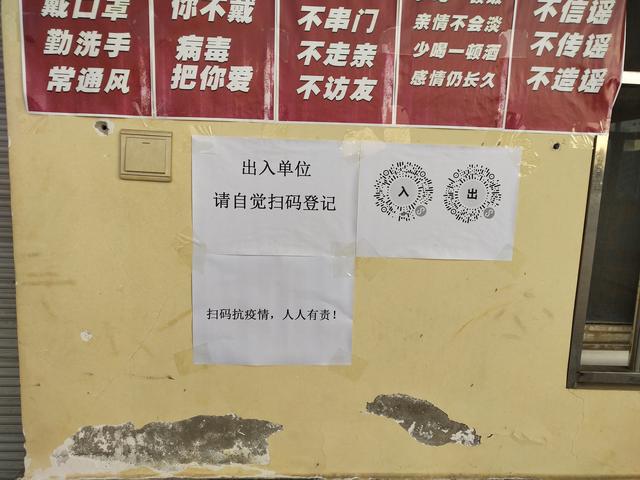 戴口罩
勤洗手
常通风
你不戴
病毒
把你爱
不串门
不走亲
不访友
亲情不会淡
少喝一顿酒
感情仍长久
不信谣
不传谣
不造谣
出入单位
请自觉扫码登记
入
出
扫码抗疫情，人人有责！